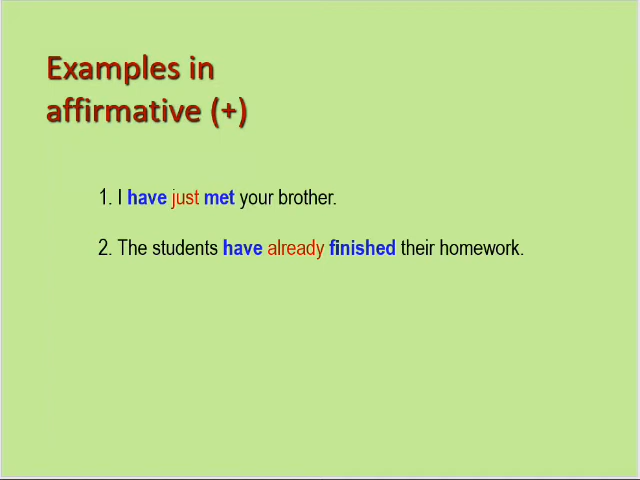 Examples in
affirmative (+)
1. I have just met your brother.
2. The students have already finished their homework.